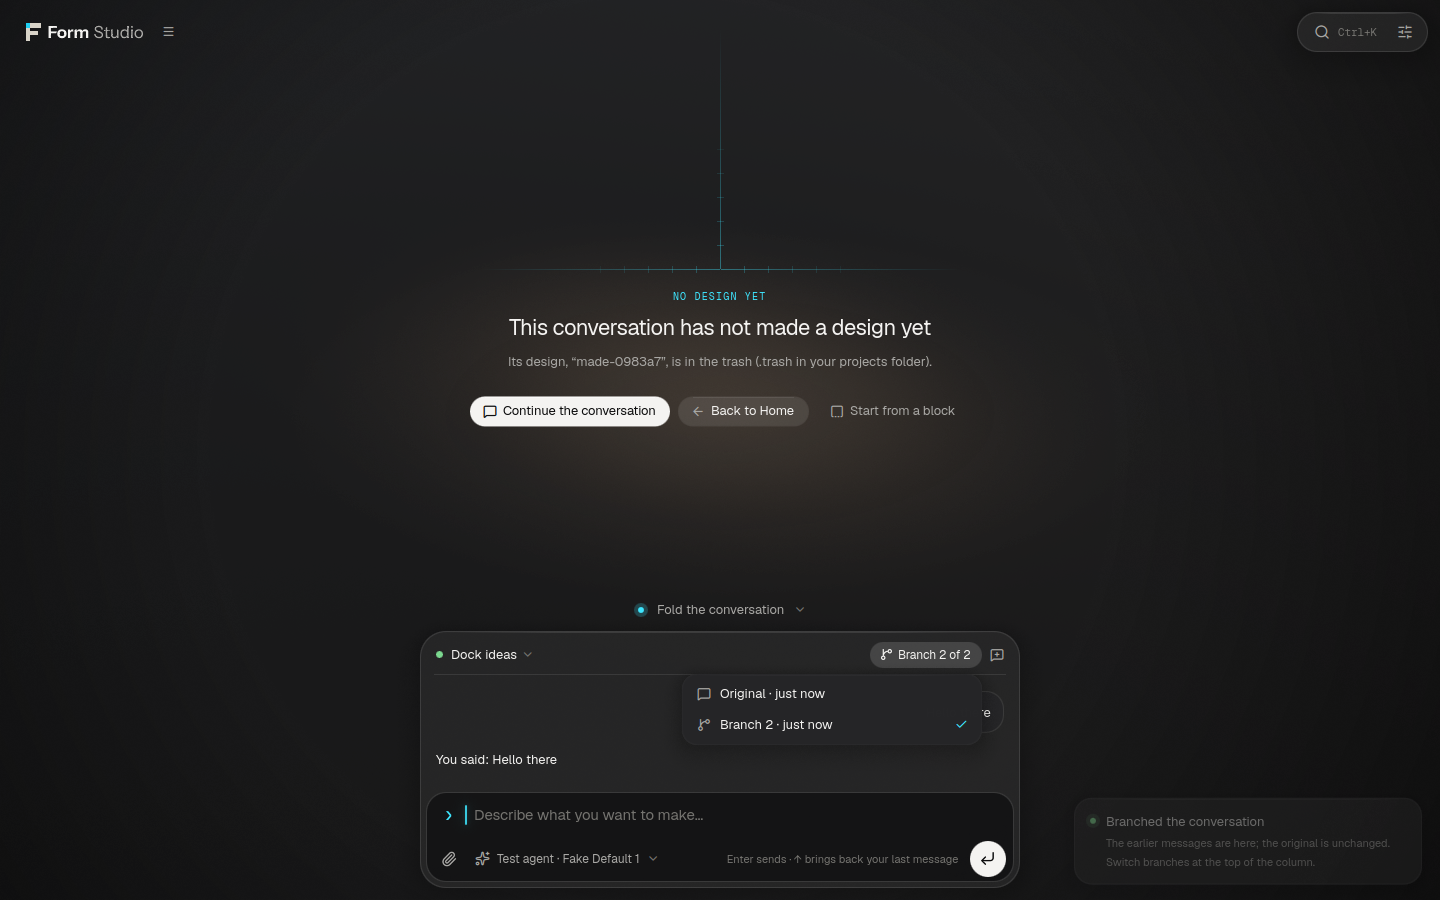 Form Studio
Ctrl+K
NO DESIGN YET
This conversation has not made a design yet
Its design, “made-0983a7”, is in the trash (.trash in your projects folder).
Continue the conversation
Back to Home
Start from a block
Fold the conversation
Dock ideas
Branch 2 of 2
Original · just now
Branch 2 · just now
You said: Hello there
Describe what you want to make...
Test agent · Fake Default 1
Enter sends · ↑ brings back your last message
Branched the conversation
The earlier messages are here; the original is unchanged.
Switch branches at the top of the column.